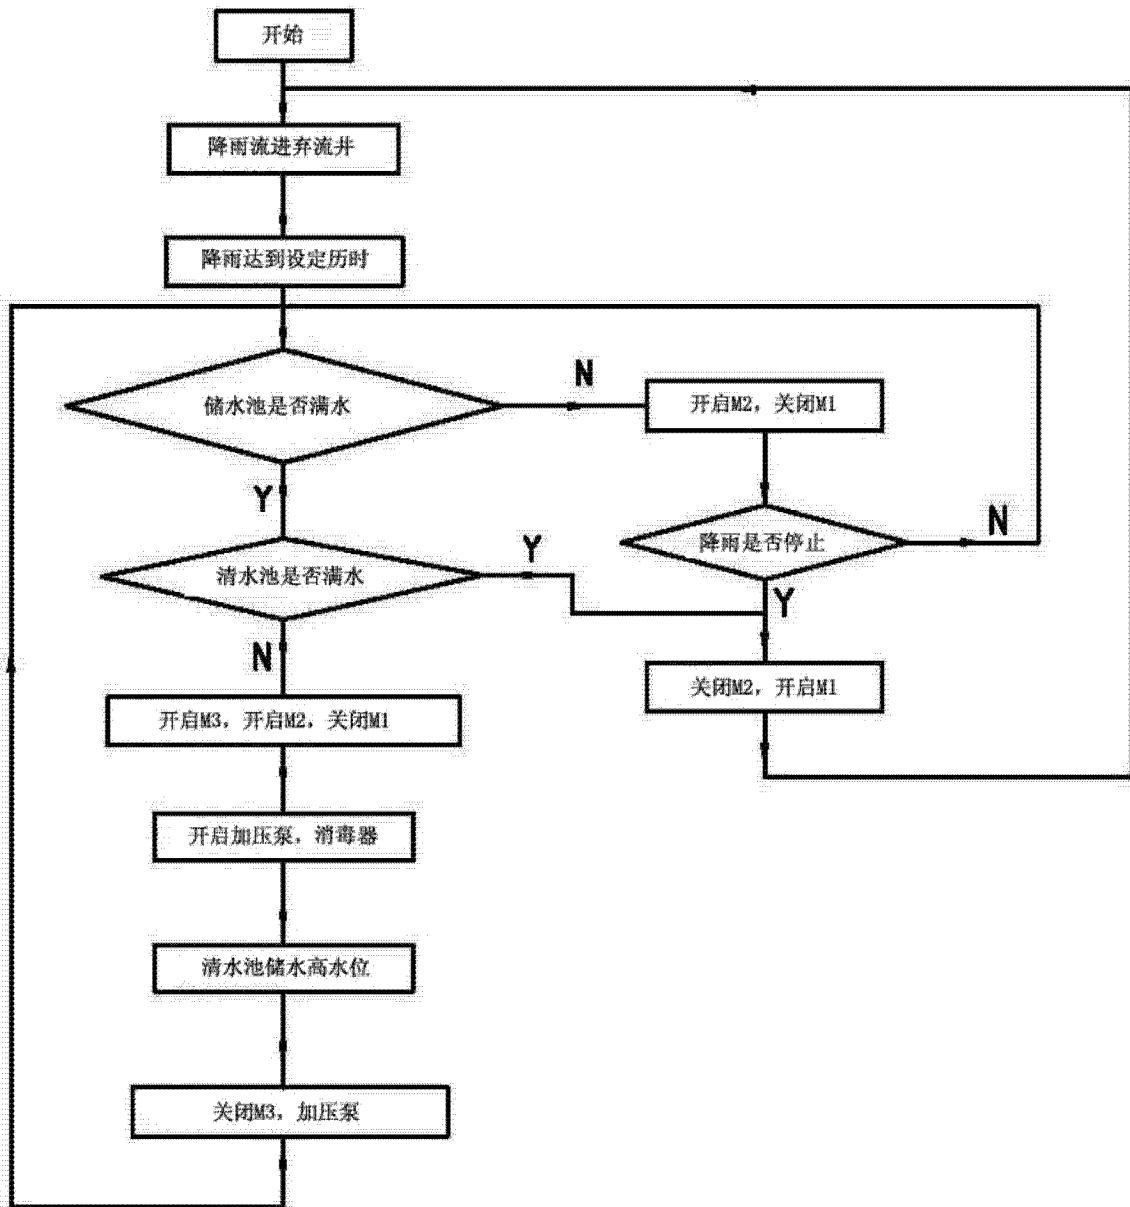 开始
降雨流进弃流井
降雨达到设定历时
储水池是否满水
N
开启M2，关闭M1
Y
降雨是否停止
N
清水池是否满水
Y
Y
N
关闭M2，开启M1
开启M3，开启M2，关闭M1
开启加压泵，消毒器
清水池储水高水位
关闭M3，加压泵